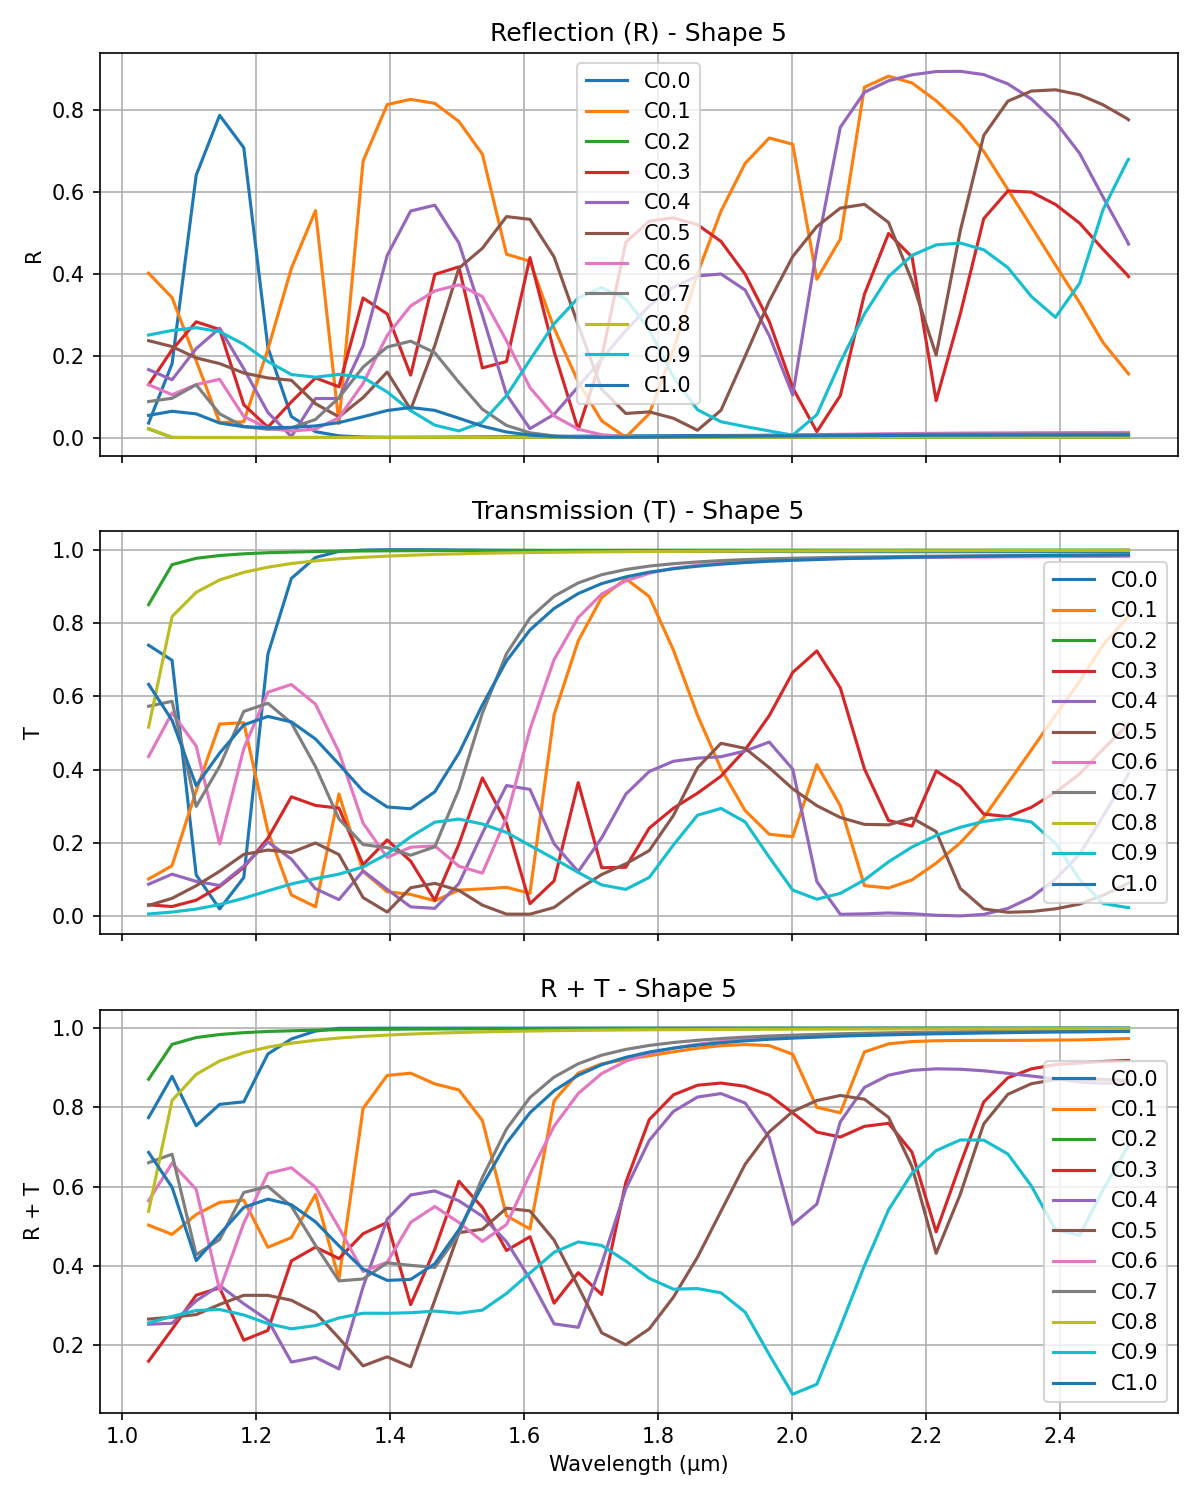 Reflection (R) - Shape 5
R
0.8
0.6
0.4
0.2
0.0
C0.0
C0.1
C0.2
C0.3
C0.4
C0.5
C0.6
C0.7
C0.8
C0.9
C1.0
Transmission (T) - Shape 5
T
1.0
0.8
0.6
0.4
0.2
0.0
C0.0
C0.1
C0.2
C0.3
C0.4
C0.5
C0.6
C0.7
C0.8
C0.9
C1.0
R + T - Shape 5
R + T
1.0
0.8
0.6
0.4
0.2
C0.0
C0.1
C0.2
C0.3
C0.4
C0.5
C0.6
C0.7
C0.8
C0.9
C1.0
1.0 1.2 1.4 1.6 1.8 2.0 2.2 2.4
Wavelength (μm)